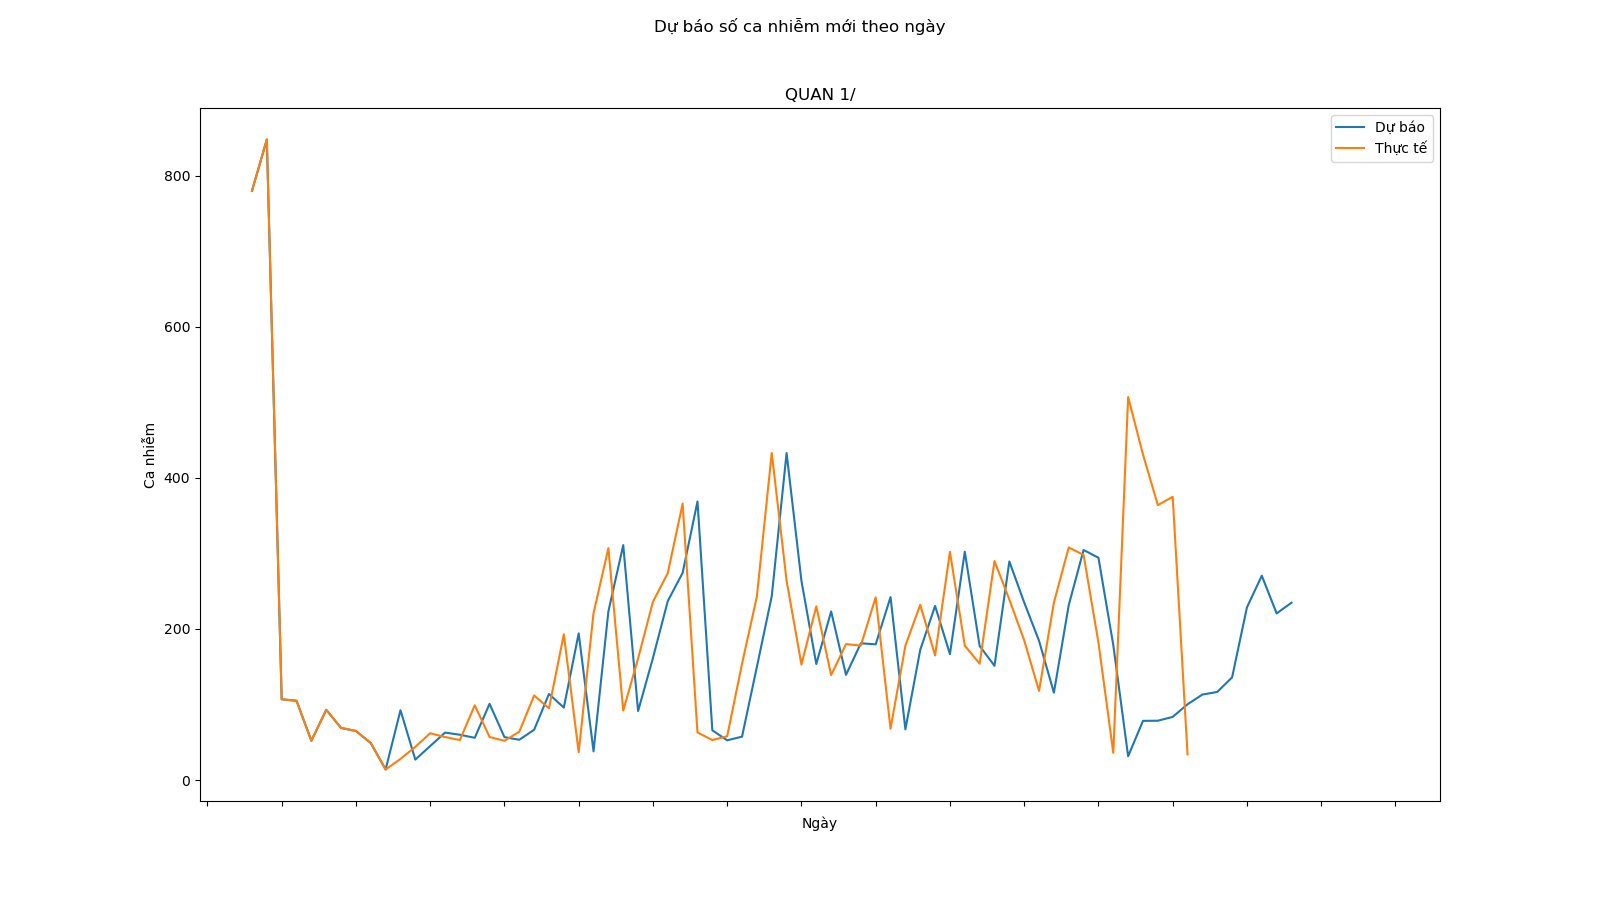 Dự báo số ca nhiễm mới theo ngày
QUAN 1/
Dự báo
Thực tế
800
600
400
200
0
Ca nhiễm
Ngày